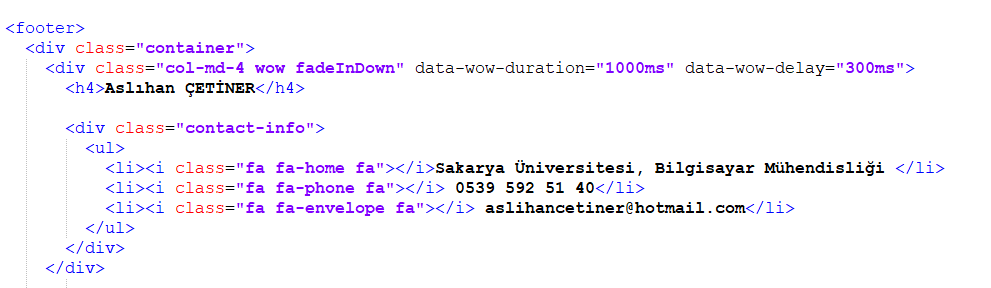 <footer>
<div class="container">
<div class="col-md-4 wow fadeInDown" data-wow-duration="1000ms" data-wow-delay="300ms">
<h4>Aslıhan ÇETİNER</h4>
<div class="contact-info">
<ul>
<li><i class="fa fa-home fa"></i>Sakarya Üniversitesi, Bilgisayar Mühendisliği </li>
<li><i class="fa fa-phone fa"></i> 0539 592 51 40</li>
<li><i class="fa fa-envelope fa"></i> aslihancetiner@hotmail.com</li>
</ul>
</div>
</div>